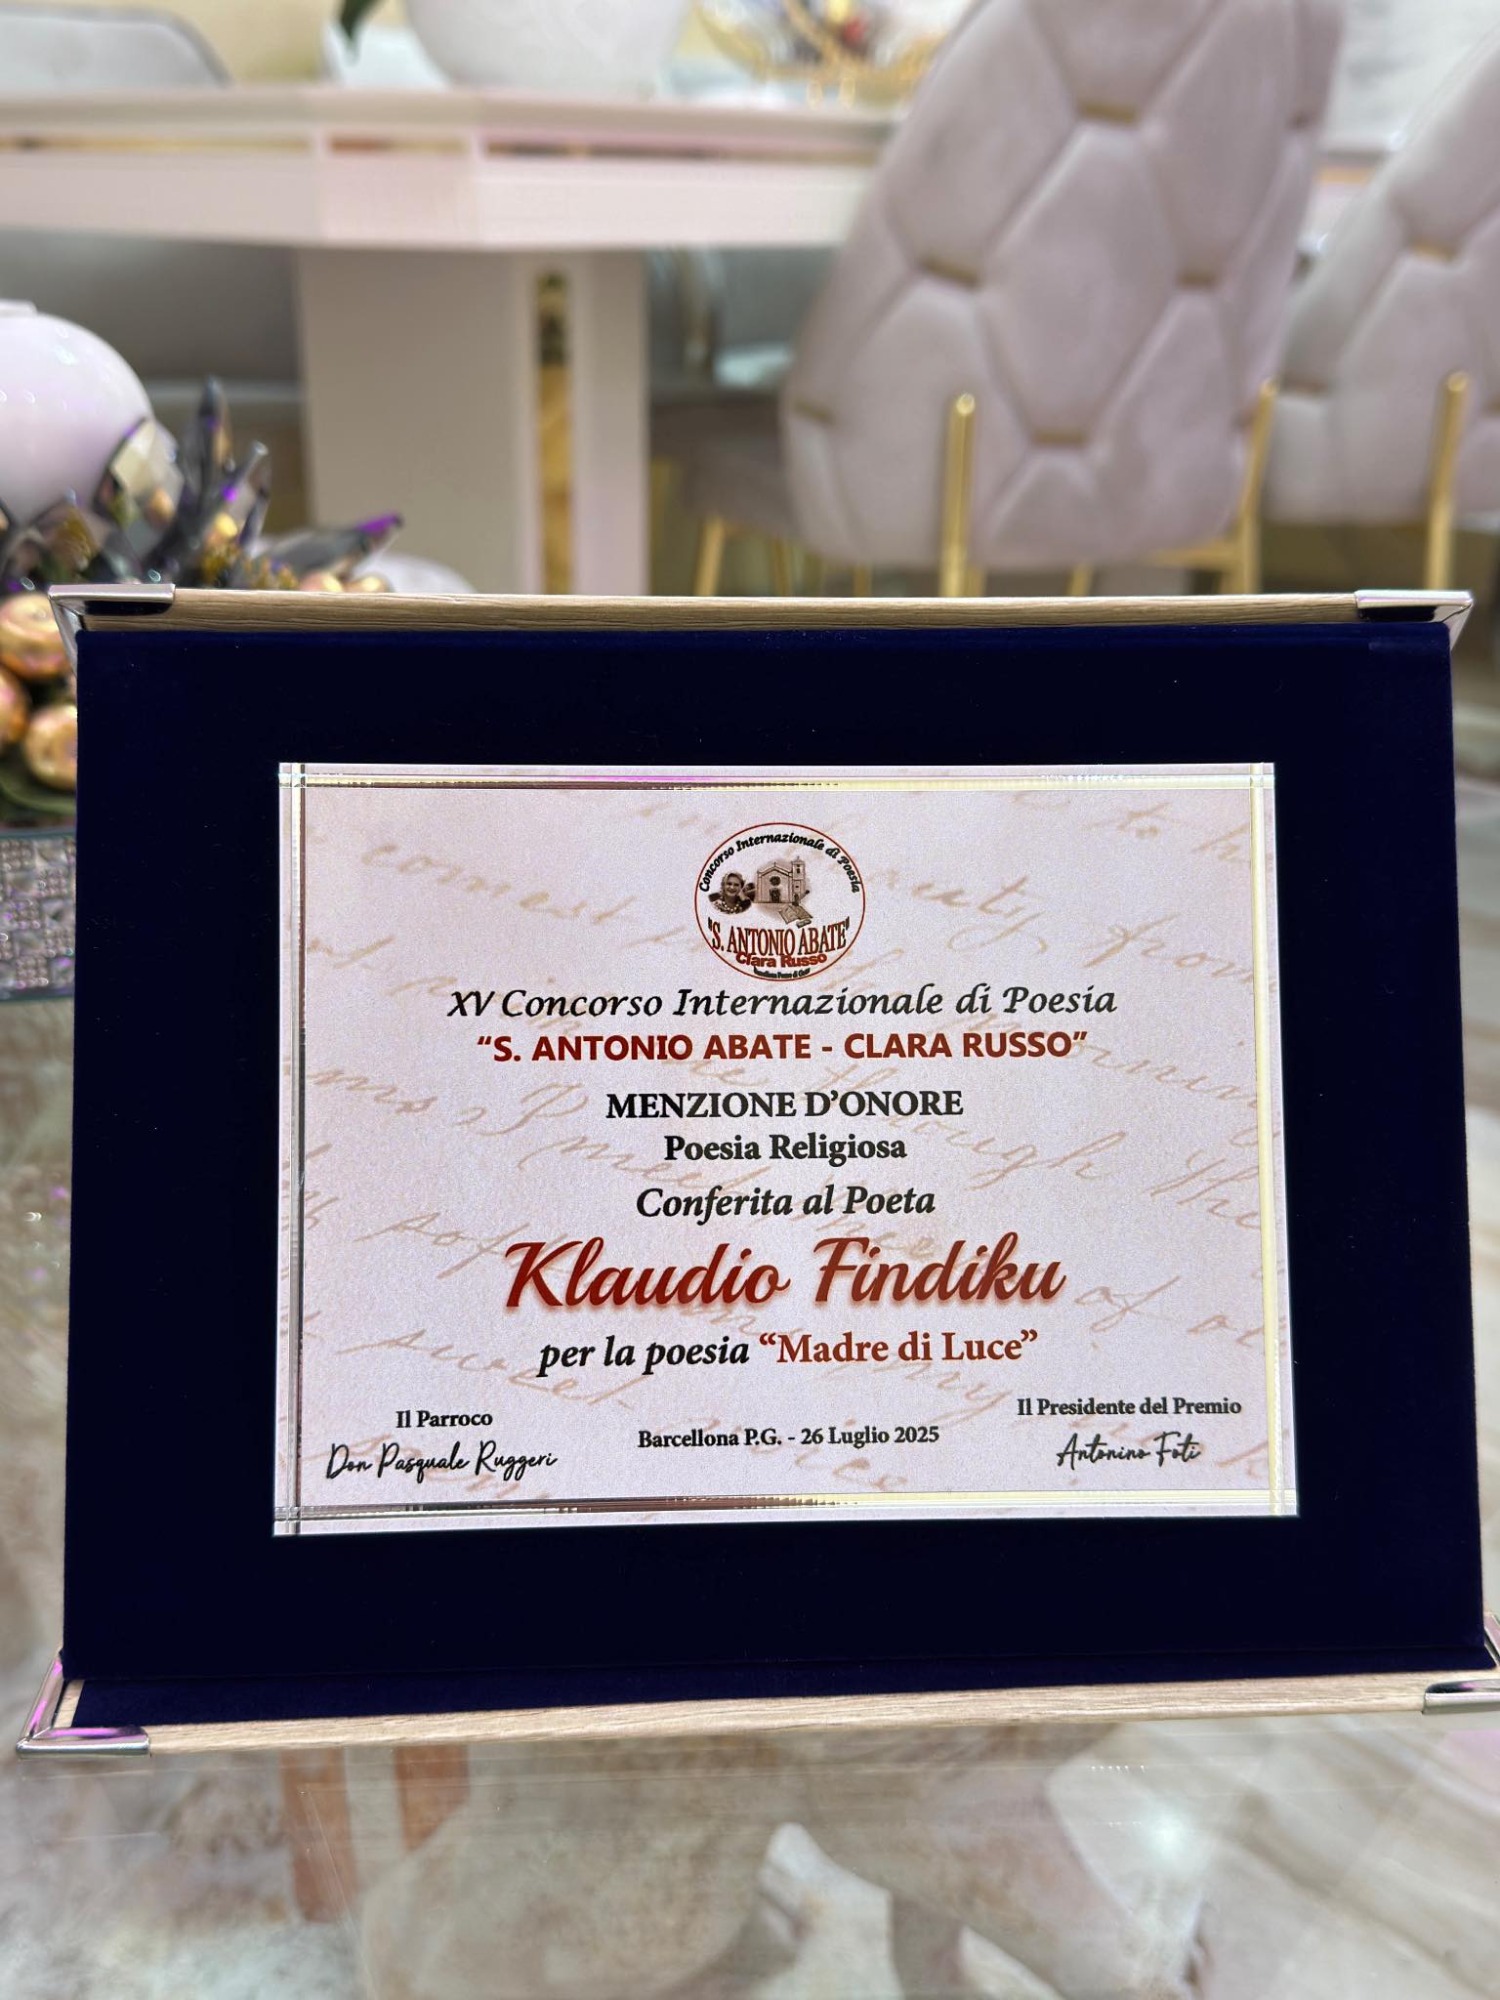 Concorso Internazionale di Poesia
"S. ANTONIO ABATE"
Clara Russo
XV Concorso Internazionale di Poesia
“S. ANTONIO ABATE - CLARA RUSSO”
MENZIONE D’ONORE
Poesia Religiosa
Conferita al Poeta
Klaudio Findiku
per la poesia “Madre di Luce”
Il Parroco
Don Pasquale Ruggeri
Barcellona P.G. - 26 Luglio 2025
Il Presidente del Premio
Antonino Foti